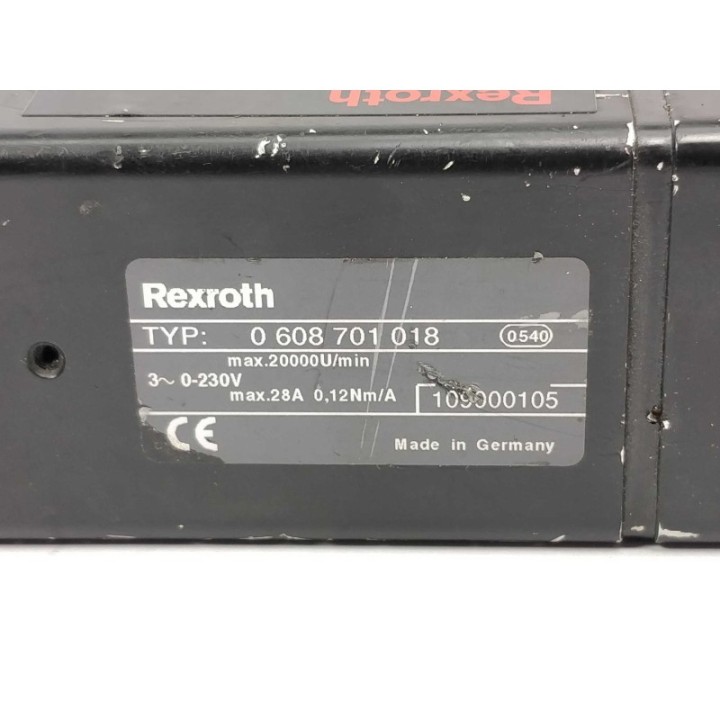 Rexroth
Rexroth
TYP: 0 608 701 018 0540
max.20000U/min
3~ 0-230V
max.28A 0,12Nm/A 109000105
CE
Made in Germany